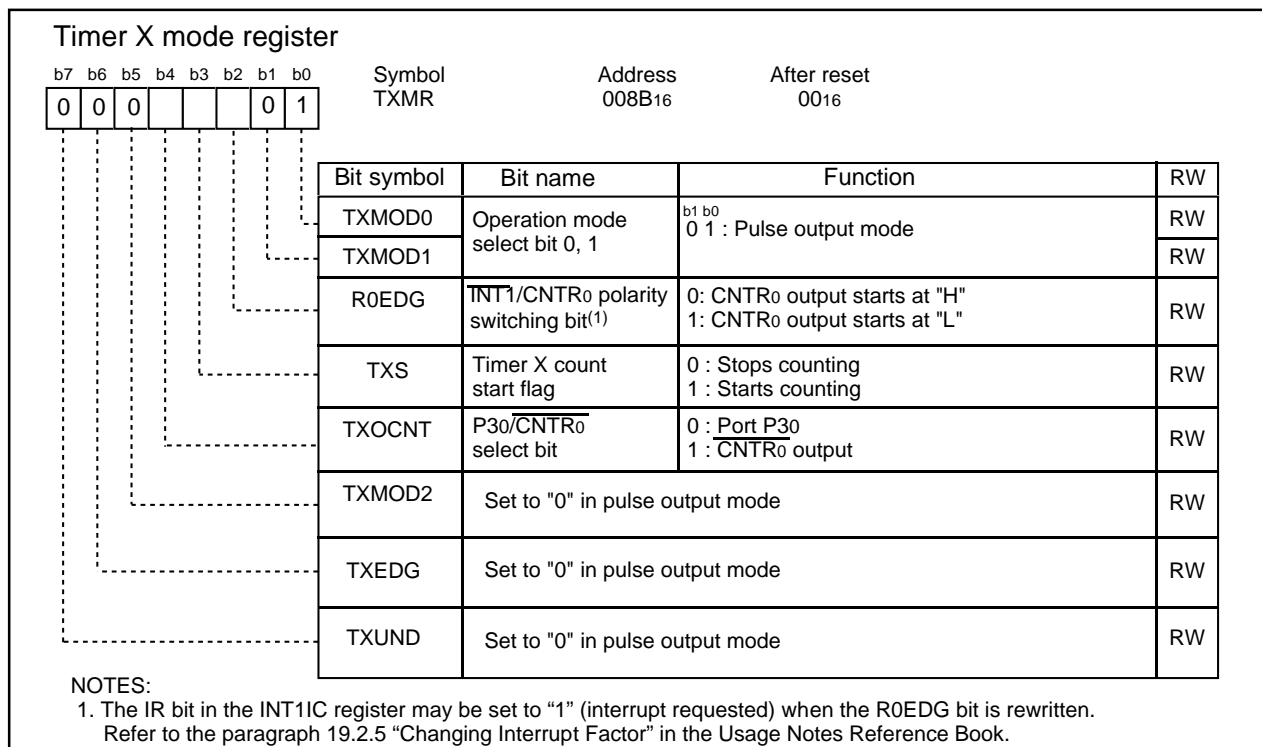 Timer X mode register
b7 b6 b5 b4 b3 b2 b1 b0
Symbol Address After reset
TXMR 008B16 0016
0 0 0 0 1
Bit symbol Bit name Function RW
TXMOD0 Operation mode select bit 0, 1 b1 b0 RW
0 1 : Pulse output mode
TXMOD1 RW
R0EDG INT1/CNTR0 polarity 0: CNTR0 output starts at "H" RW
switching bit(1) 1: CNTR0 output starts at "L"
TXS Timer X count 0 : Stops counting RW
start flag 1 : Starts counting
TXOCNT P30/CNTR0 0 : Port P30 RW
select bit 1 : CNTR0 output
TXMOD2 Set to "0" in pulse output mode RW
TXEDG Set to "0" in pulse output mode RW
TXUND Set to "0" in pulse output mode RW
NOTES:
1. The IR bit in the INT1IC register may be set to “1” (interrupt requested) when the R0EDG bit is rewritten.
Refer to the paragraph 19.2.5 “Changing Interrupt Factor” in the Usage Notes Reference Book.